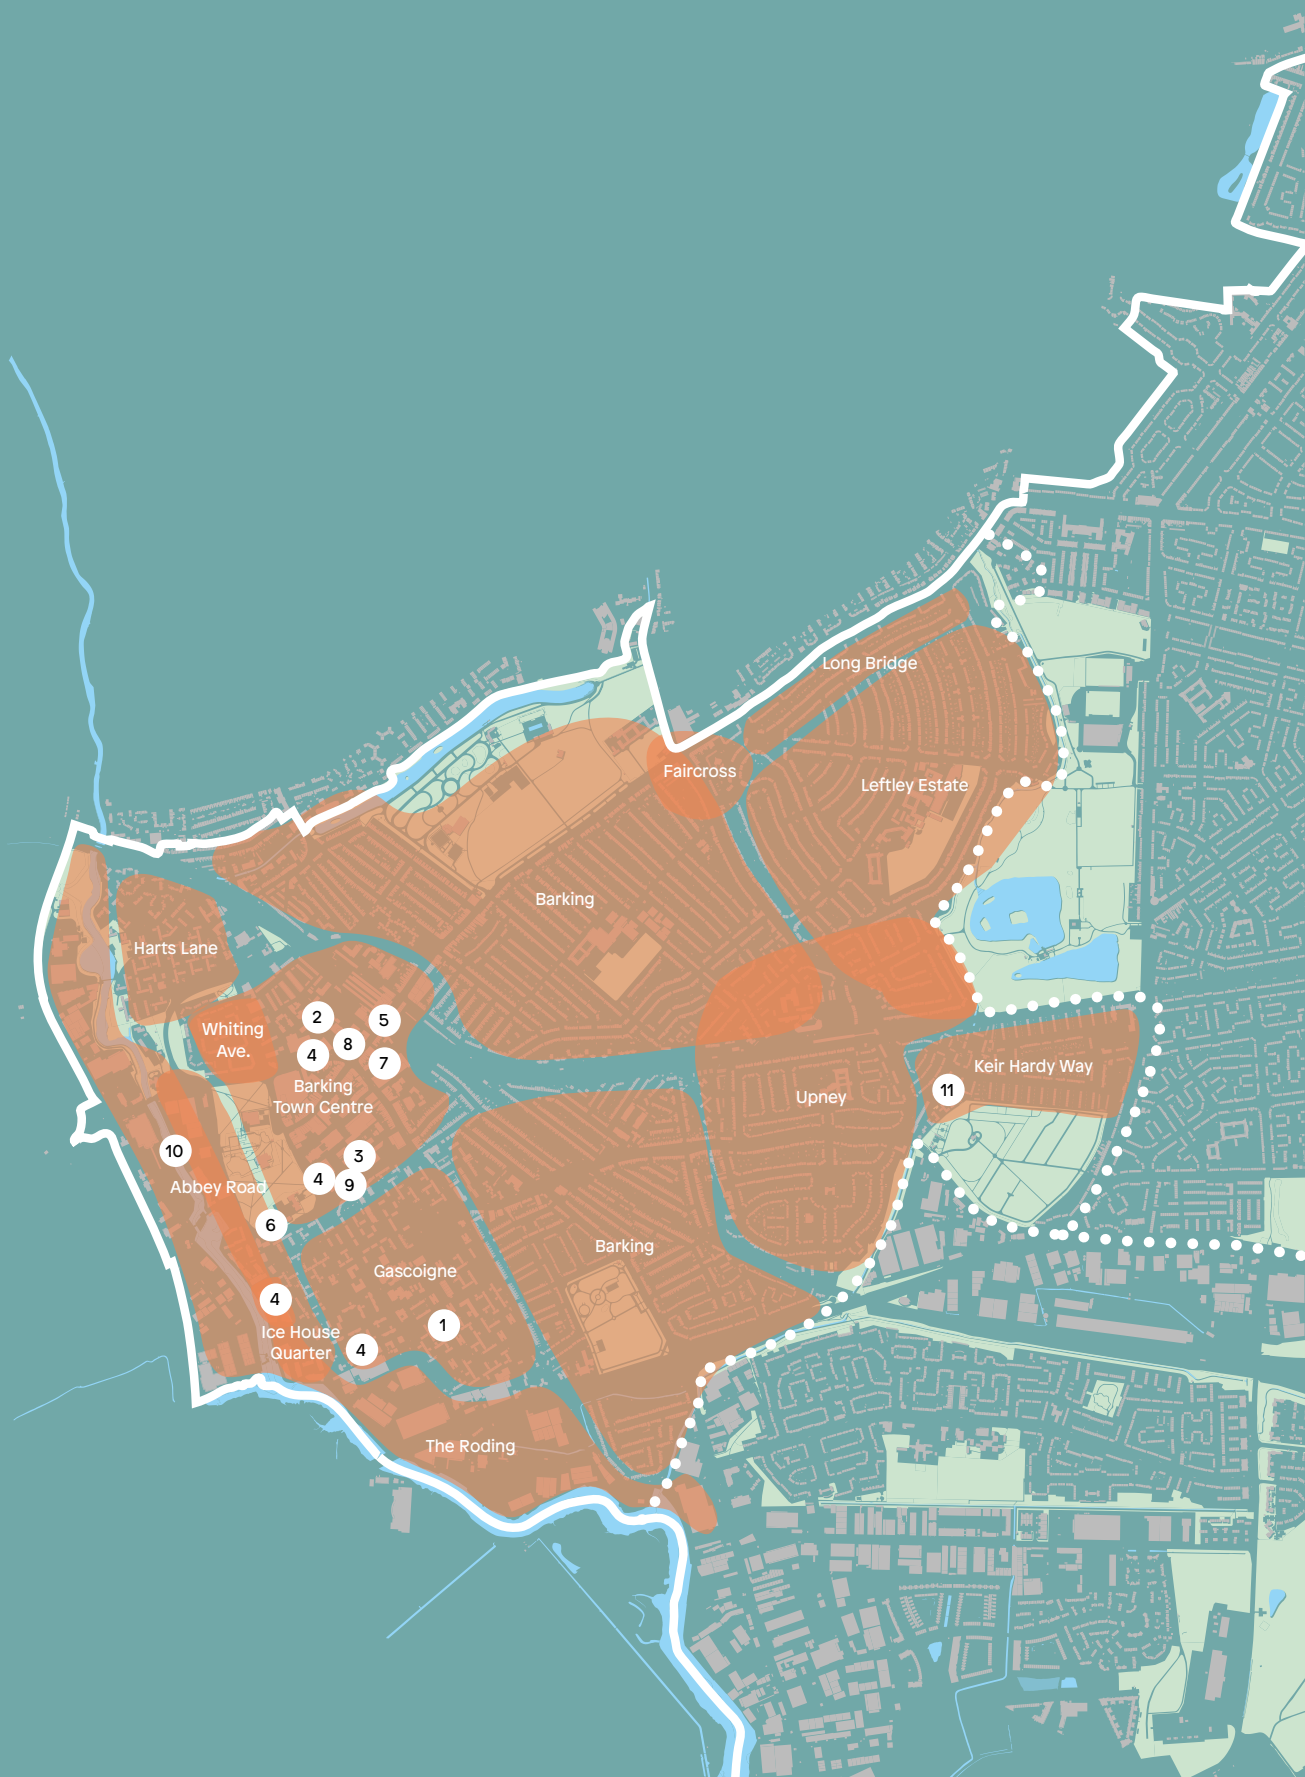 Long Bridge
Faircross
Leftley Estate
Barking
Harts Lane
2
5
Whiting
Ave.
8
4
7
Keir Hardy Way
11
Barking
Town Centre
Upney
10
3
4
9
Abbey Road
6
Barking
Gascoigne
4
1
Ice House
Quarter
4
The Roding